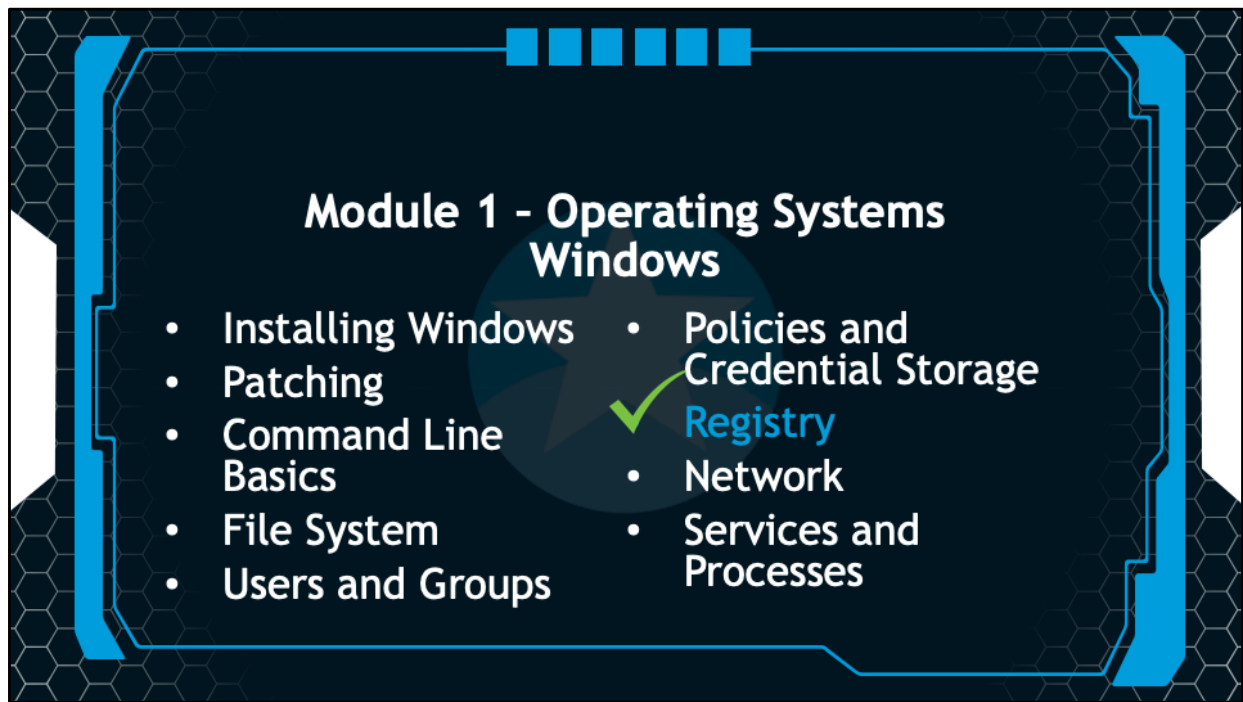 Module 1 – Operating Systems
Windows
• Installing Windows
• Patching
• Command Line
Basics
• File System
• Users and Groups
• Policies and
Credential Storage
Registry
• Network
• Services and
Processes